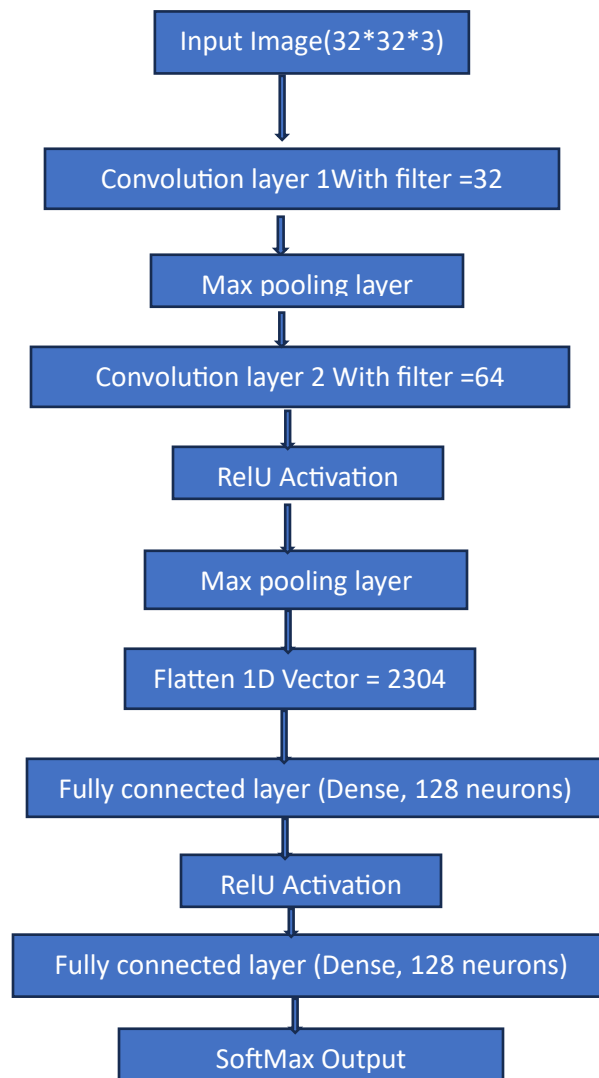 Input Image(32*32*3)
Convolution layer 1With filter =32
Max pooling layer
Convolution layer 2 With filter =64
RelU Activation
Max pooling layer
Flatten 1D Vector = 2304
Fully connected layer (Dense, 128 neurons)
RelU Activation
Fully connected layer (Dense, 128 neurons)
SoftMax Output